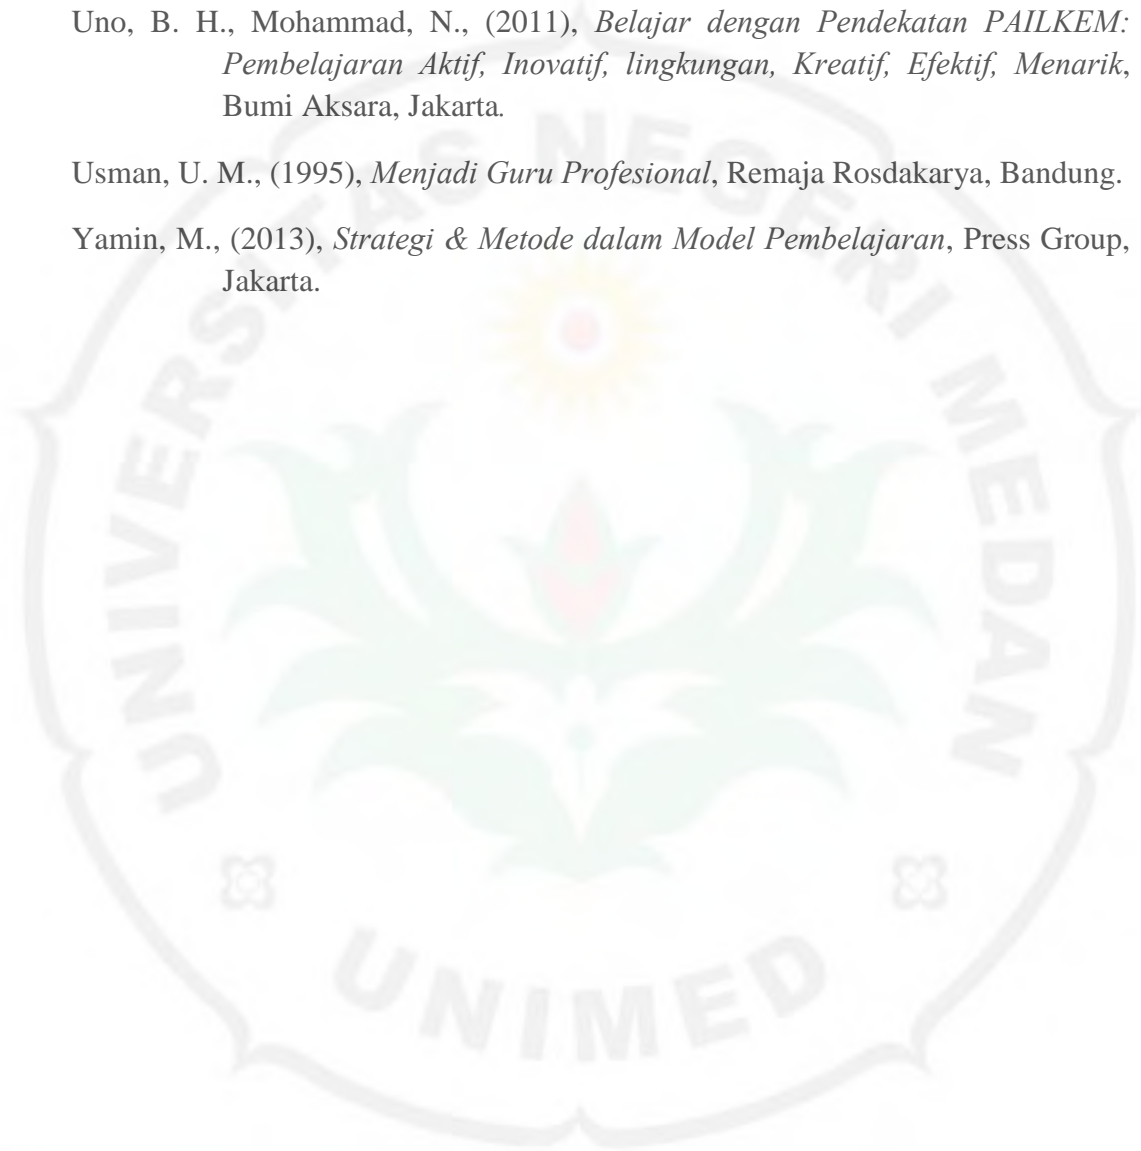 Uno, B. H., Mohammad, N., (2011), Belajar dengan Pendekatan PAILKEM:
Pembelajaran Aktif, Inovatif, lingkungan, Kreatif, Efektif, Menarik,
Bumi Aksara, Jakarta.
Usman, U. M., (1995), Menjadi Guru Profesional, Remaja Rosdakarya, Bandung.
Yamin, M., (2013), Strategi & Metode dalam Model Pembelajaran, Press Group,
Jakarta.
UNIVERSITAS NEGERI MEDAN
UNIMED